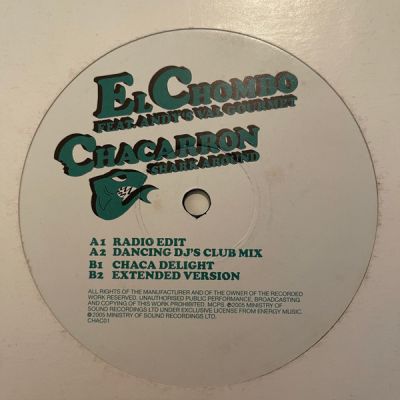 EL CHOMBO
FEAT. ANDY'S VAL GOURMET
CHACARRON
SHARKABOUND
A1 RADIO EDIT
A2 DANCING DJ'S CLUB MIX
B1 CHACA DELIGHT
B2 EXTENDED VERSION
ALL RIGHTS OF THE MANUFACTURER AND OF THE OWNER OF THE RECORDED
WORK RESERVED. UNAUTHORISED PUBLIC PERFORMANCE, BROADCASTING
AND COPYING OF THIS WORK PROHIBITED. MCPS. ℗2005 MINISTRY OF
SOUND RECORDINGS LTD UNDER EXCLUSIVE LICENSE FROM ENERGY MUSIC.
©2005 MINISTRY OF SOUND RECORDINGS LTD.
CHAC01